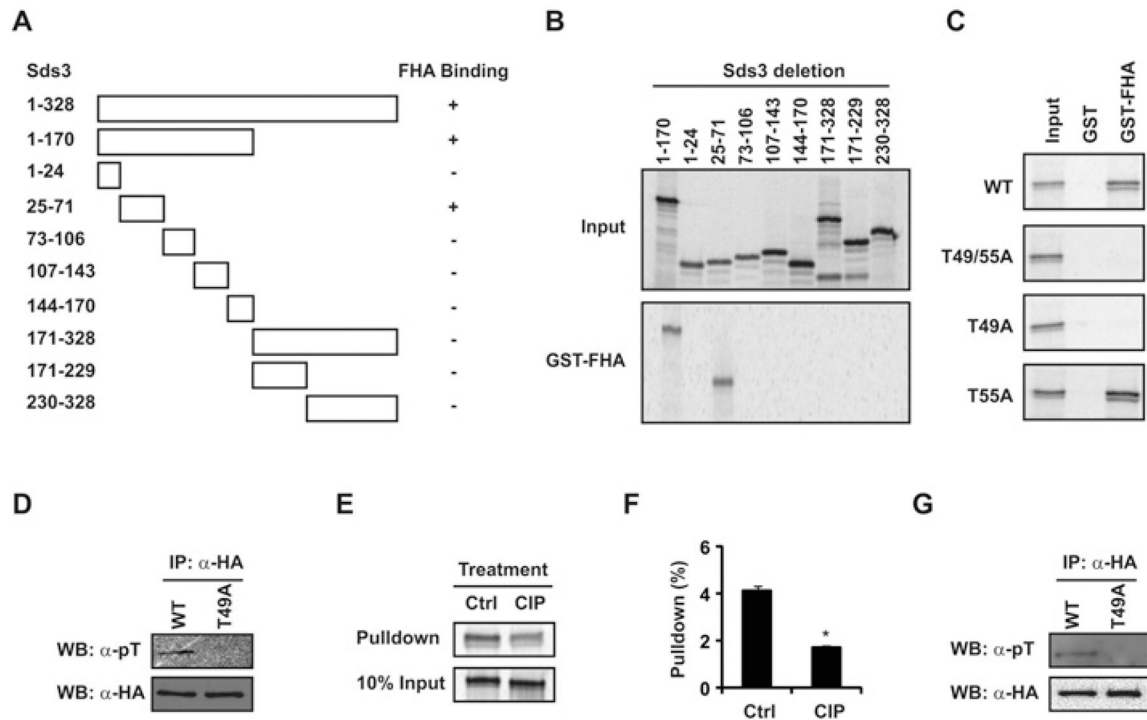 A
Sds3 FHA Binding
1-328 +
1-170 +
1-24 -
25-71 +
73-106 -
107-143 -
144-170 -
171-328 -
171-229 -
230-328 -
B
Sds3 deletion
1-170 1-24 25-71 73-106 107-143 144-170 171-328 171-229 230-328
Input
GST-FHA
C
Input GST GST-FHA
WT
T49/55A
T49A
T55A
D
IP: α-HA
WT T49A
WB: α-pT
WB: α-HA
E
Treatment
Ctrl CIP
Pulldown
10% Input
F
Pulldown (%)
6
4
2
0
*
Ctrl CIP
G
IP: α-HA
WT T49A
WB: α-pT
WB: α-HA